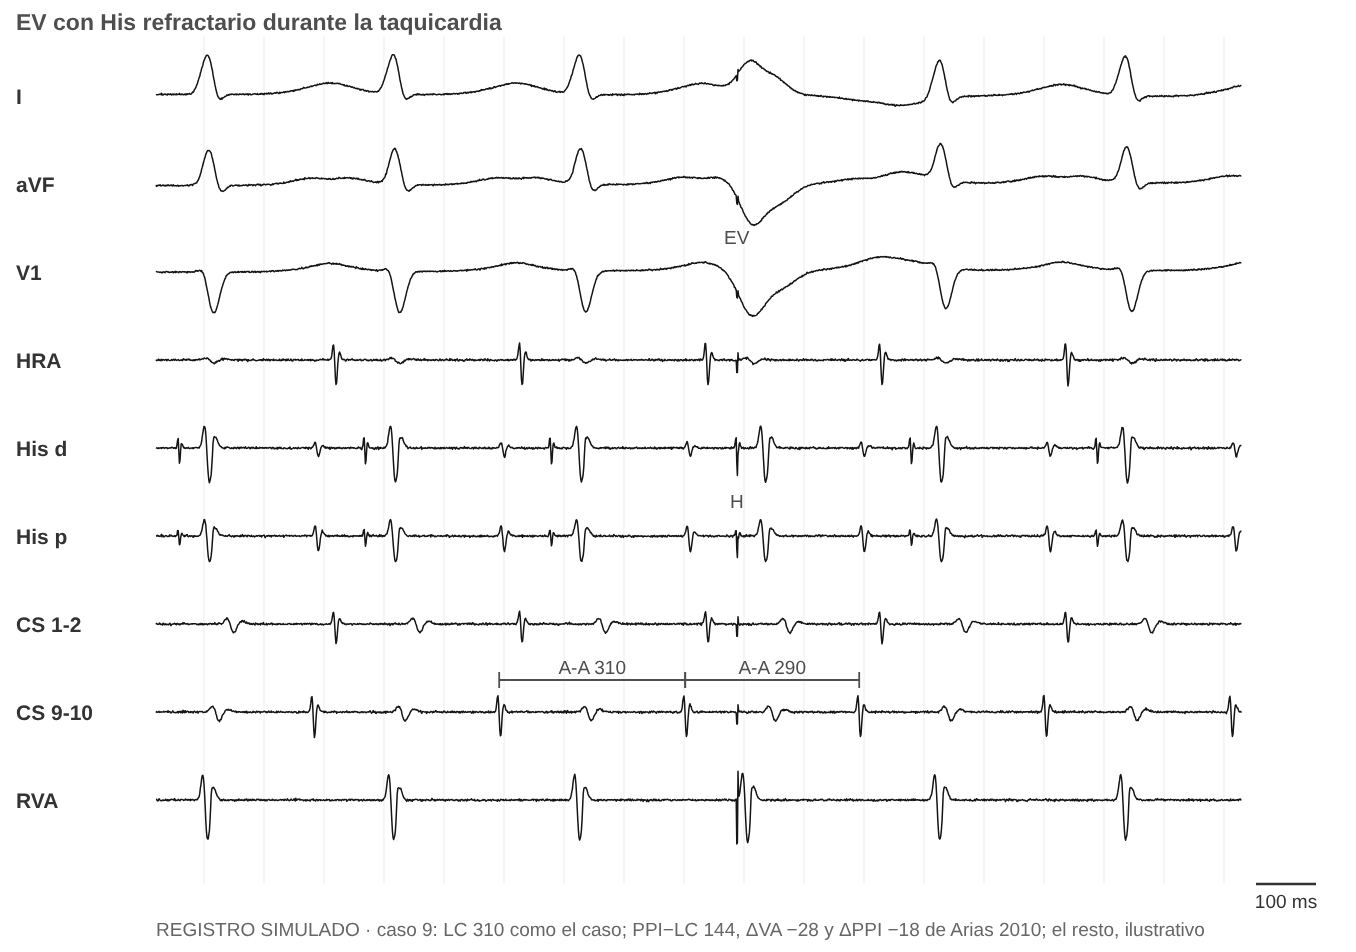 EV con His refractario durante la taquicardia
I
aVF
EV
V1
HRA
His d
H
His p
CS 1-2
A-A 310 A-A 290
CS 9-10
RVA
100 ms
REGISTRO SIMULADO · caso 9: LC 310 como el caso; PPI−LC 144, ΔVA −28 y ΔPPI −18 de Arias 2010; el resto, ilustrativo